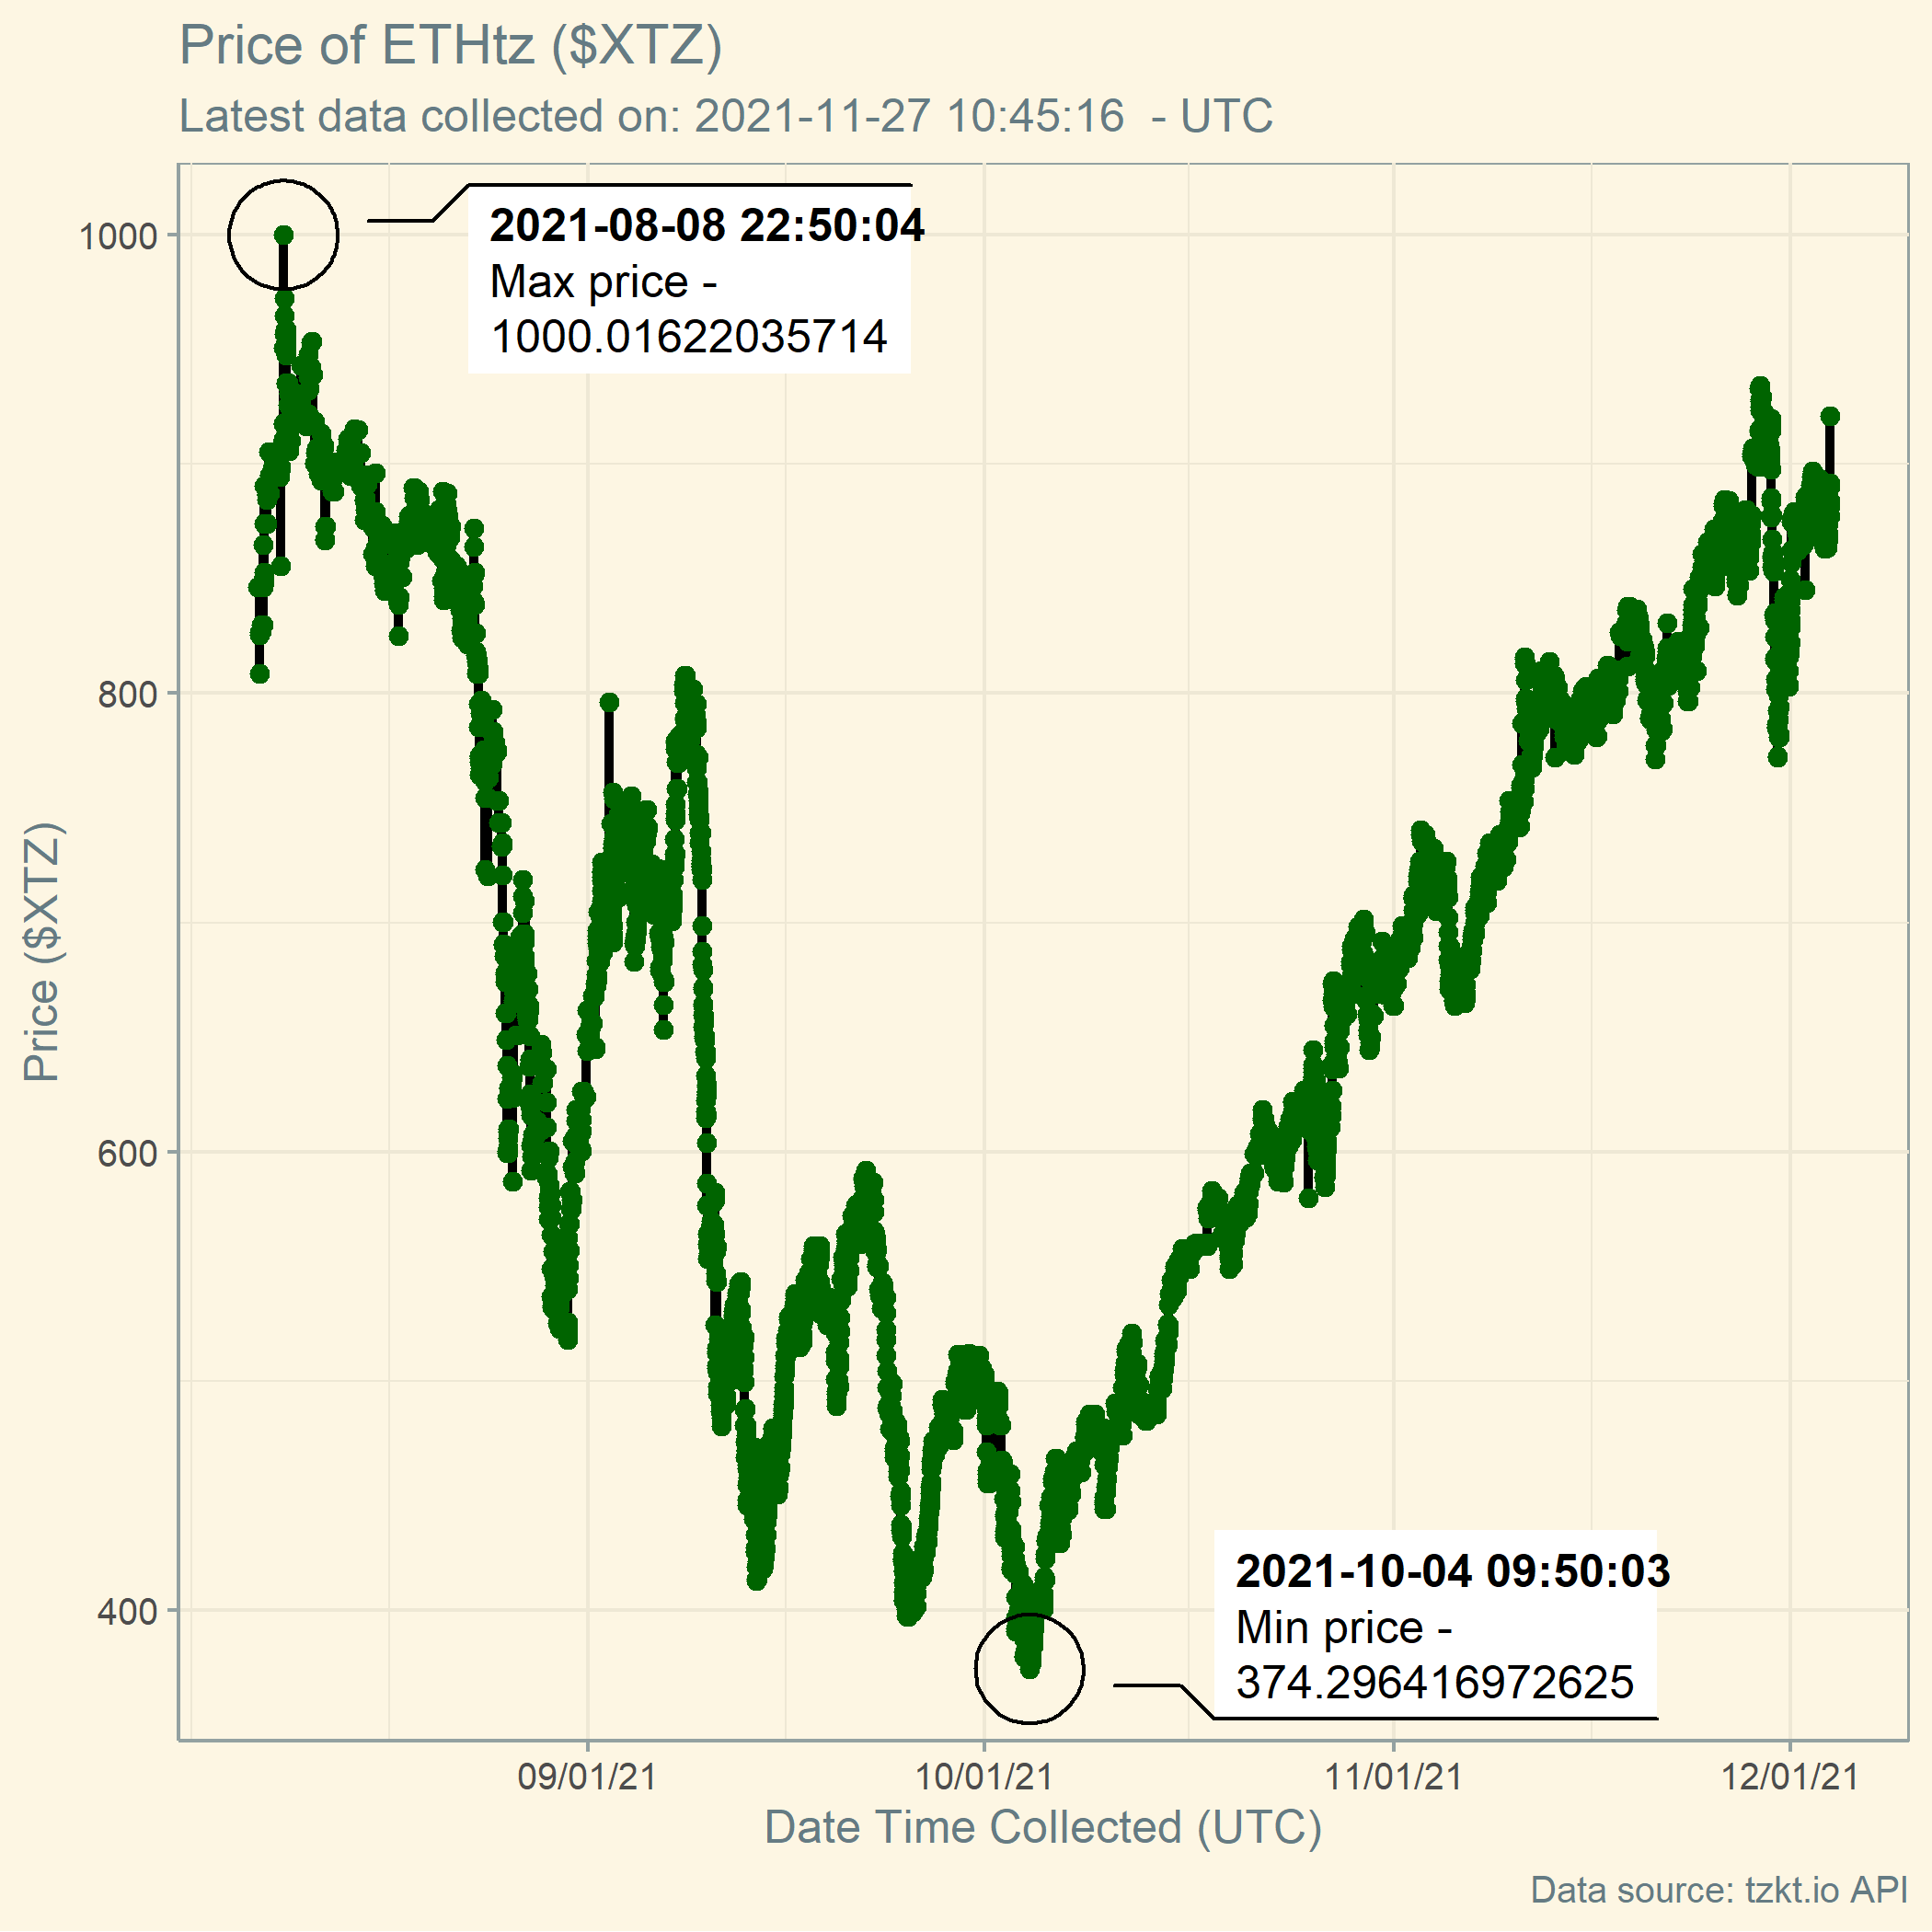 Price of ETHtz ($XTZ)
Latest data collected on: 2021-11-27 10:45:16  - UTC
2021-08-08 22:50:04
Max price -
1000.01622035714
1000
800
600
400
Price ($XTZ)
2021-10-04 09:50:03
Min price -
374.296416972625
09/01/21
10/01/21
11/01/21
12/01/21
Date Time Collected (UTC)
Data source: tzkt.io API